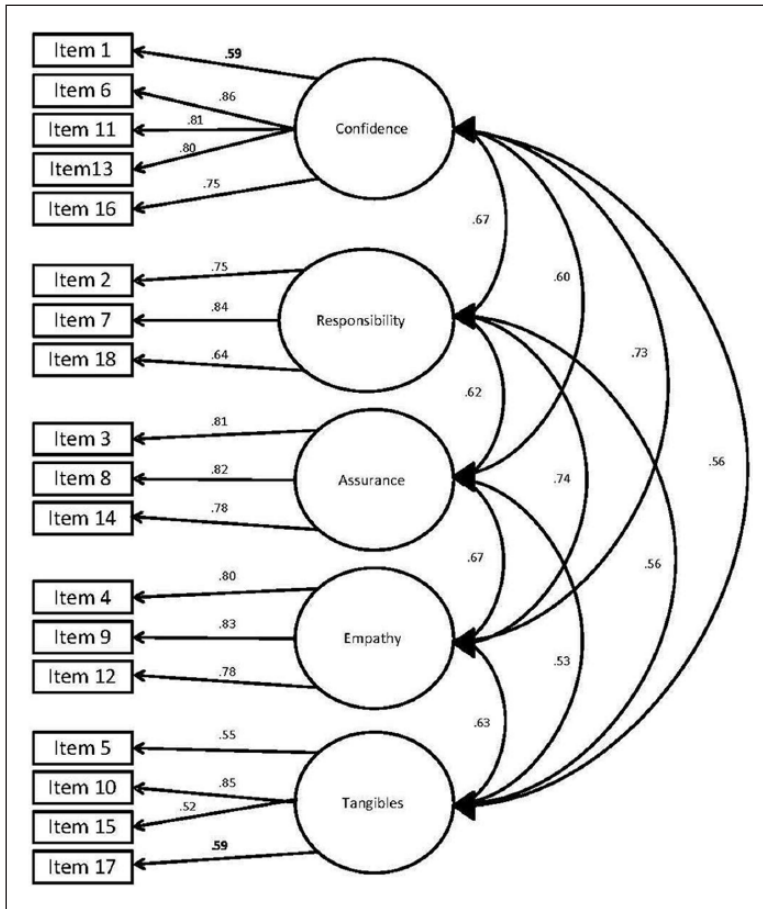 Item 1
.59
Item 6
.86
Item 11
.81
Confidence
Item13
.80
Item 16
.75
.67
Item 2
.75
.60
Item 7
.84
Responsibility
Item 18
.64
.73
.62
Item 3
.81
Item 8
.82
Assurance
.74
.56
Item 14
.78
.67
.56
Item 4
.80
Item 9
.83
Empathy
.53
Item 12
.78
.63
Item 5
.55
Item 10
.85
Tangibles
Item 15
.52
Item 17
.59